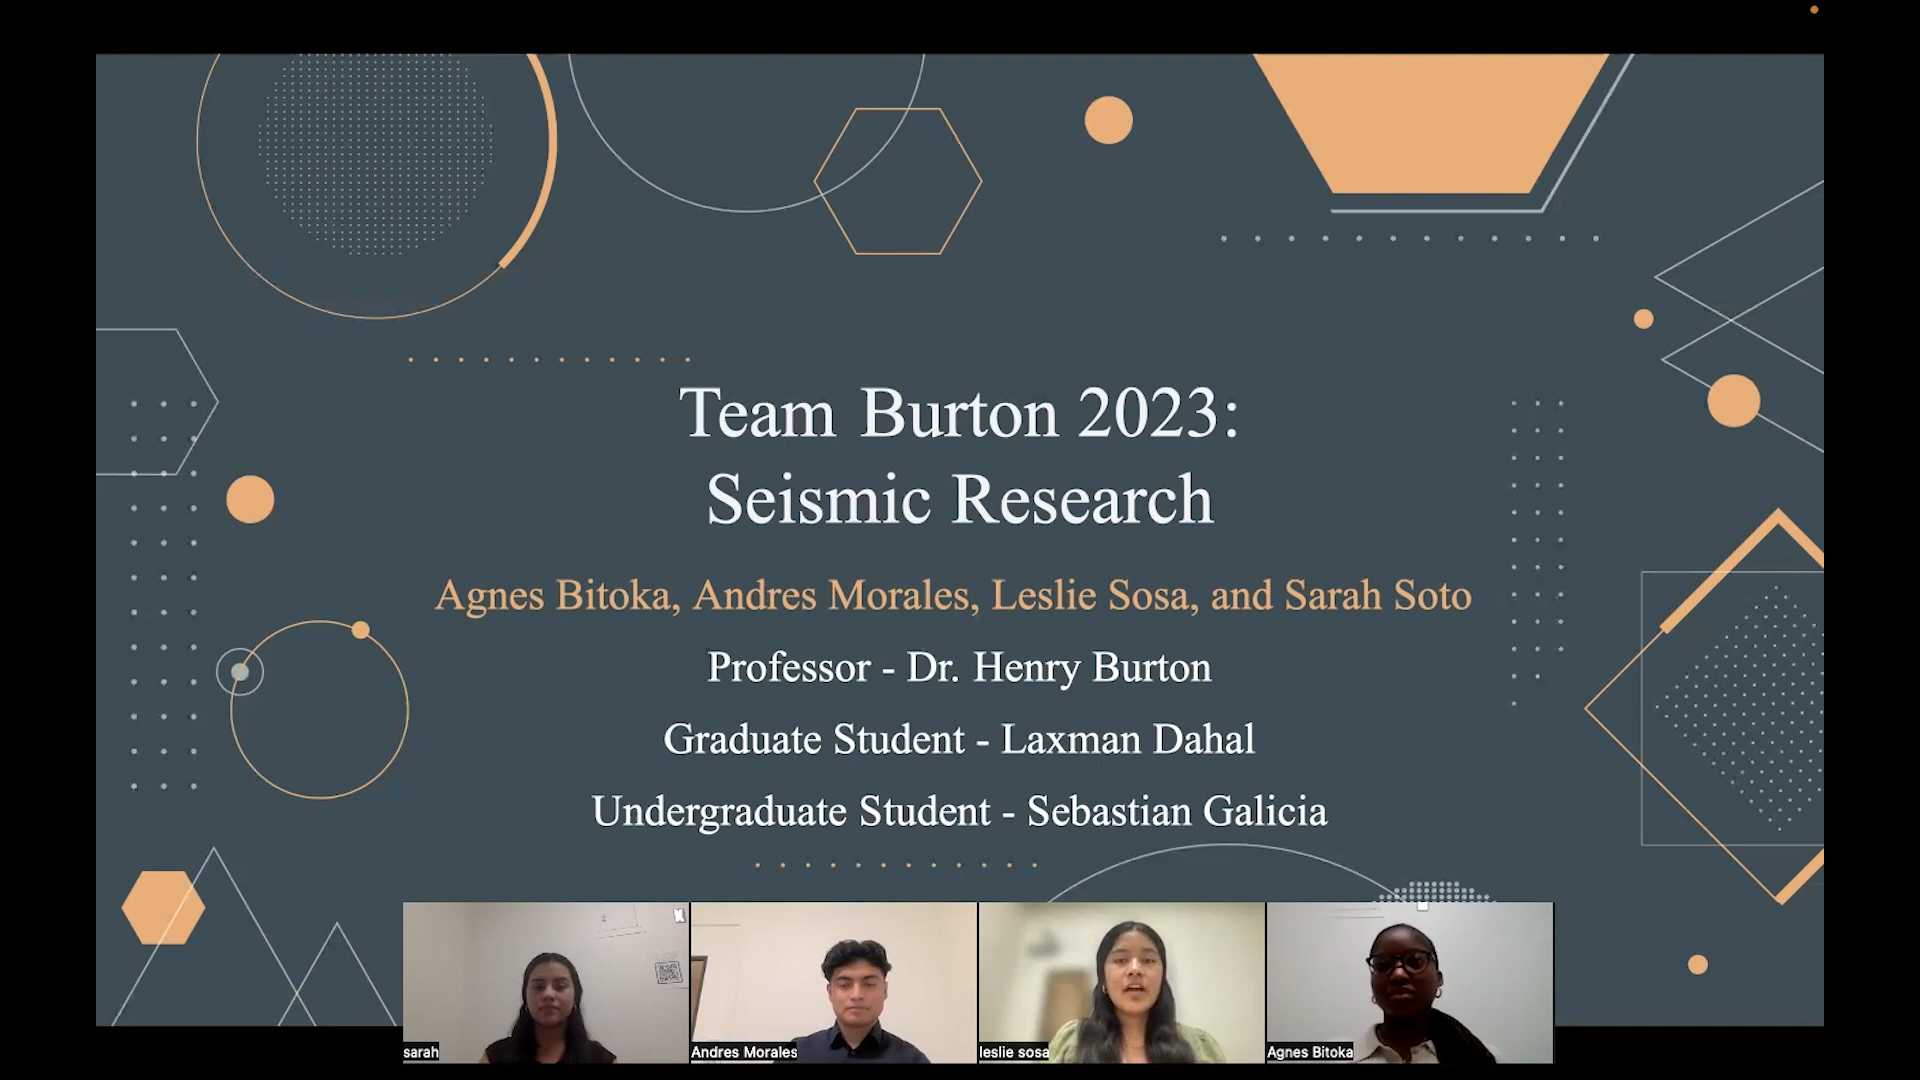 Team Burton 2023:
Seismic Research
Agnes Bitoka, Andres Morales, Leslie Sosa, and Sarah Soto
Professor - Dr. Henry Burton
Graduate Student - Laxman Dahal
Undergraduate Student - Sebastian Galicia
sarah
Andres Morales
leslie sosa
Agnes Bitoka